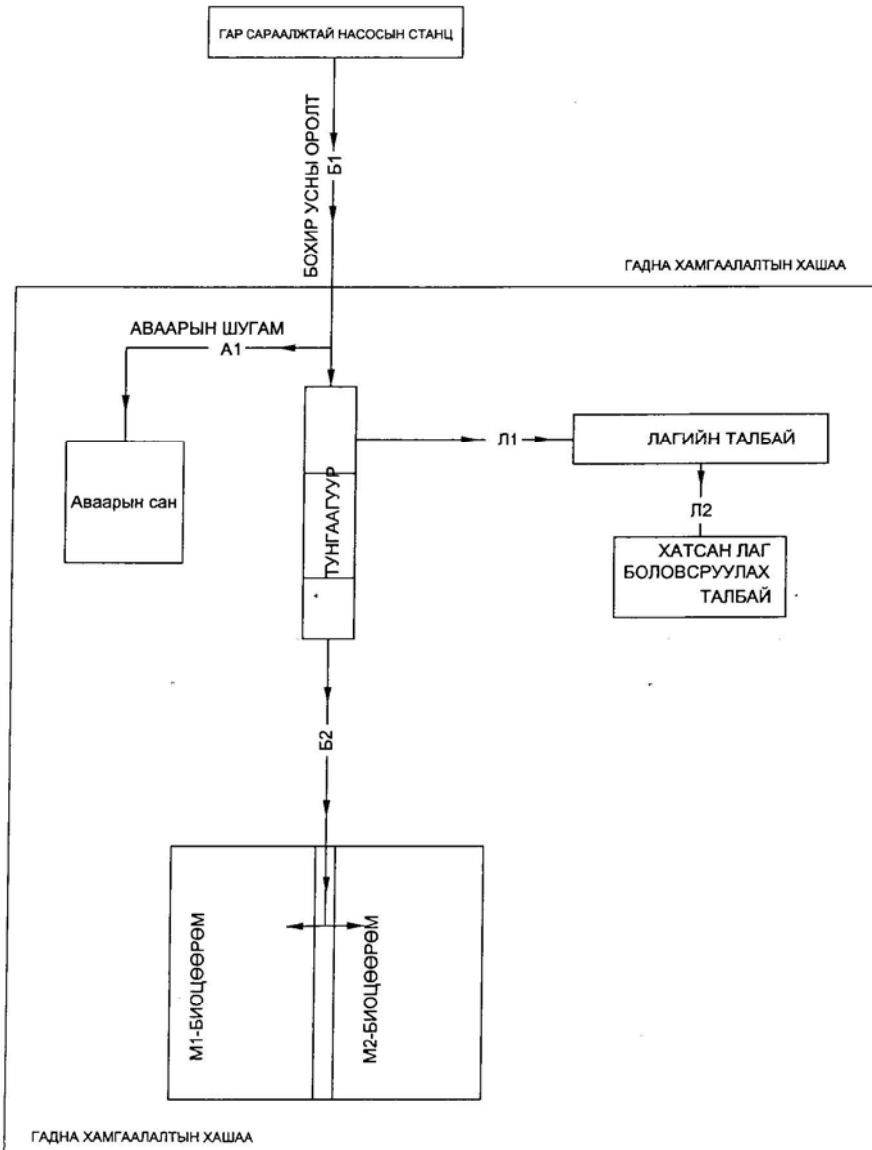 ГАР САРААЛЖТАЙ НАСОСЫН СТАНЦ
БОХИР УСНЫ ОРОЛТ
Б1
ГАДНА ХАМГААЛАЛТЫН ХАШАА
АВААРЫН ШУГАМ
А1
Аваарын сан
ТУНГААГУУР
Л1
ЛАГИЙН ТАЛБАЙ
Л2
ХАТСАН ЛАГ
БОЛОВСРУУЛАХ
ТАЛБАЙ
Б2
М1-БИОЦӨӨРӨМ
М2-БИОЦӨӨРӨМ
ГАДНА ХАМГААЛАЛТЫН ХАШАА